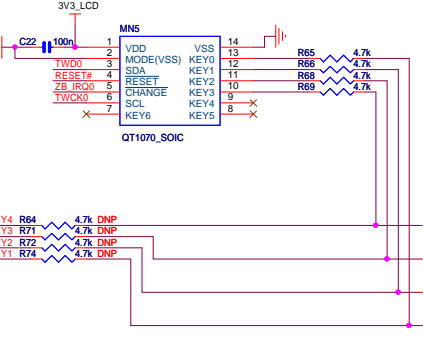 3V3_LCD
MN5
C22 100n
1 VDD VSS 14
2 MODE(VSS) KEY0 13 R65 4.7k
TWD0 3 SDA KEY1 12 R66 4.7k
RESET# 4 RESET KEY2 11 R68 4.7k
ZB_IRQ0 5 CHANGE KEY3 10 R69 4.7k
TWCK0 6 SCL KEY4 9
7 KEY6 KEY5 8
QT1070_SOIC
Y4 R64 4.7k DNP
Y3 R71 4.7k DNP
Y2 R72 4.7k DNP
Y1 R74 4.7k DNP